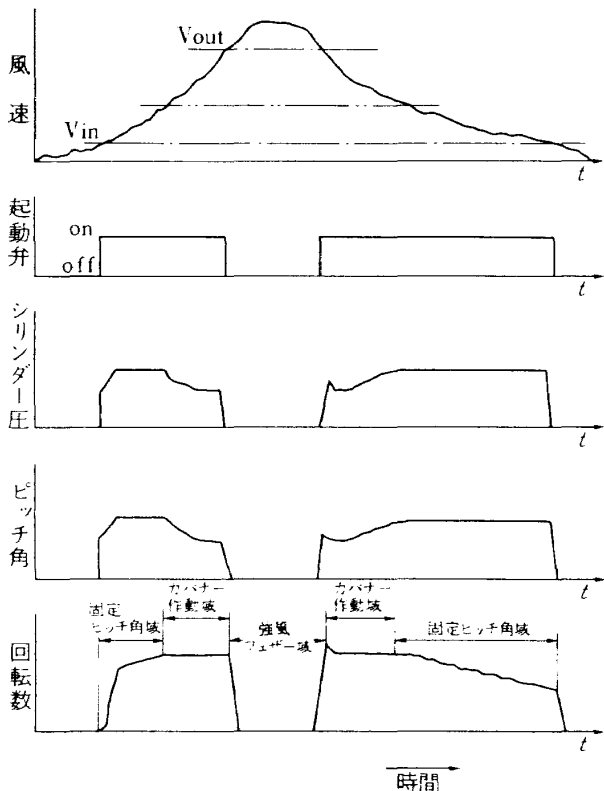 風速
Vout
Vin
t
起動弁
on
off
t
シリンダー圧
t
ピッチ角
t
回転数
固定
ピッチ角域
ガバナー
作動域
強風
フェザー域
ガバナー
作動域
固定ピッチ角域
t
時間